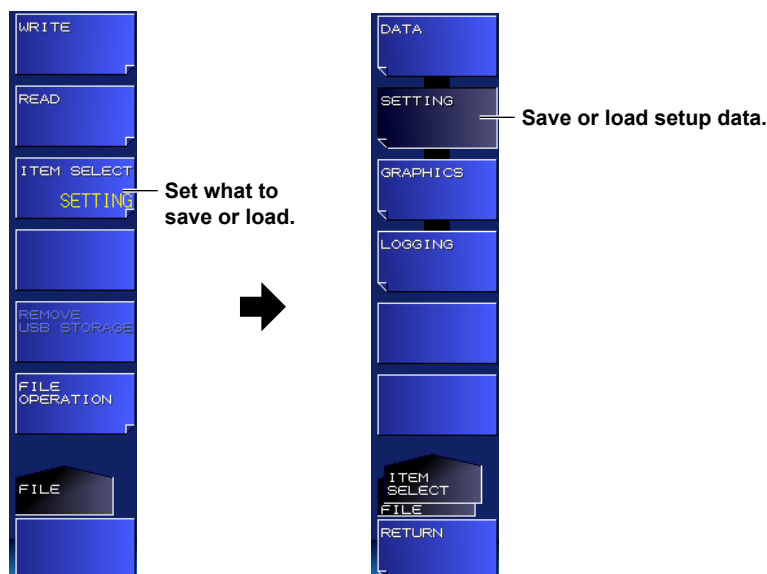 WRITE
READ
ITEM SELECT
SETTING
Set what to
save or load.
REMOVE
USB STORAGE
FILE
OPERATION
FILE
DATA
SETTING
Save or load setup data.
GRAPHICS
LOGGING
ITEM
SELECT
FILE
RETURN